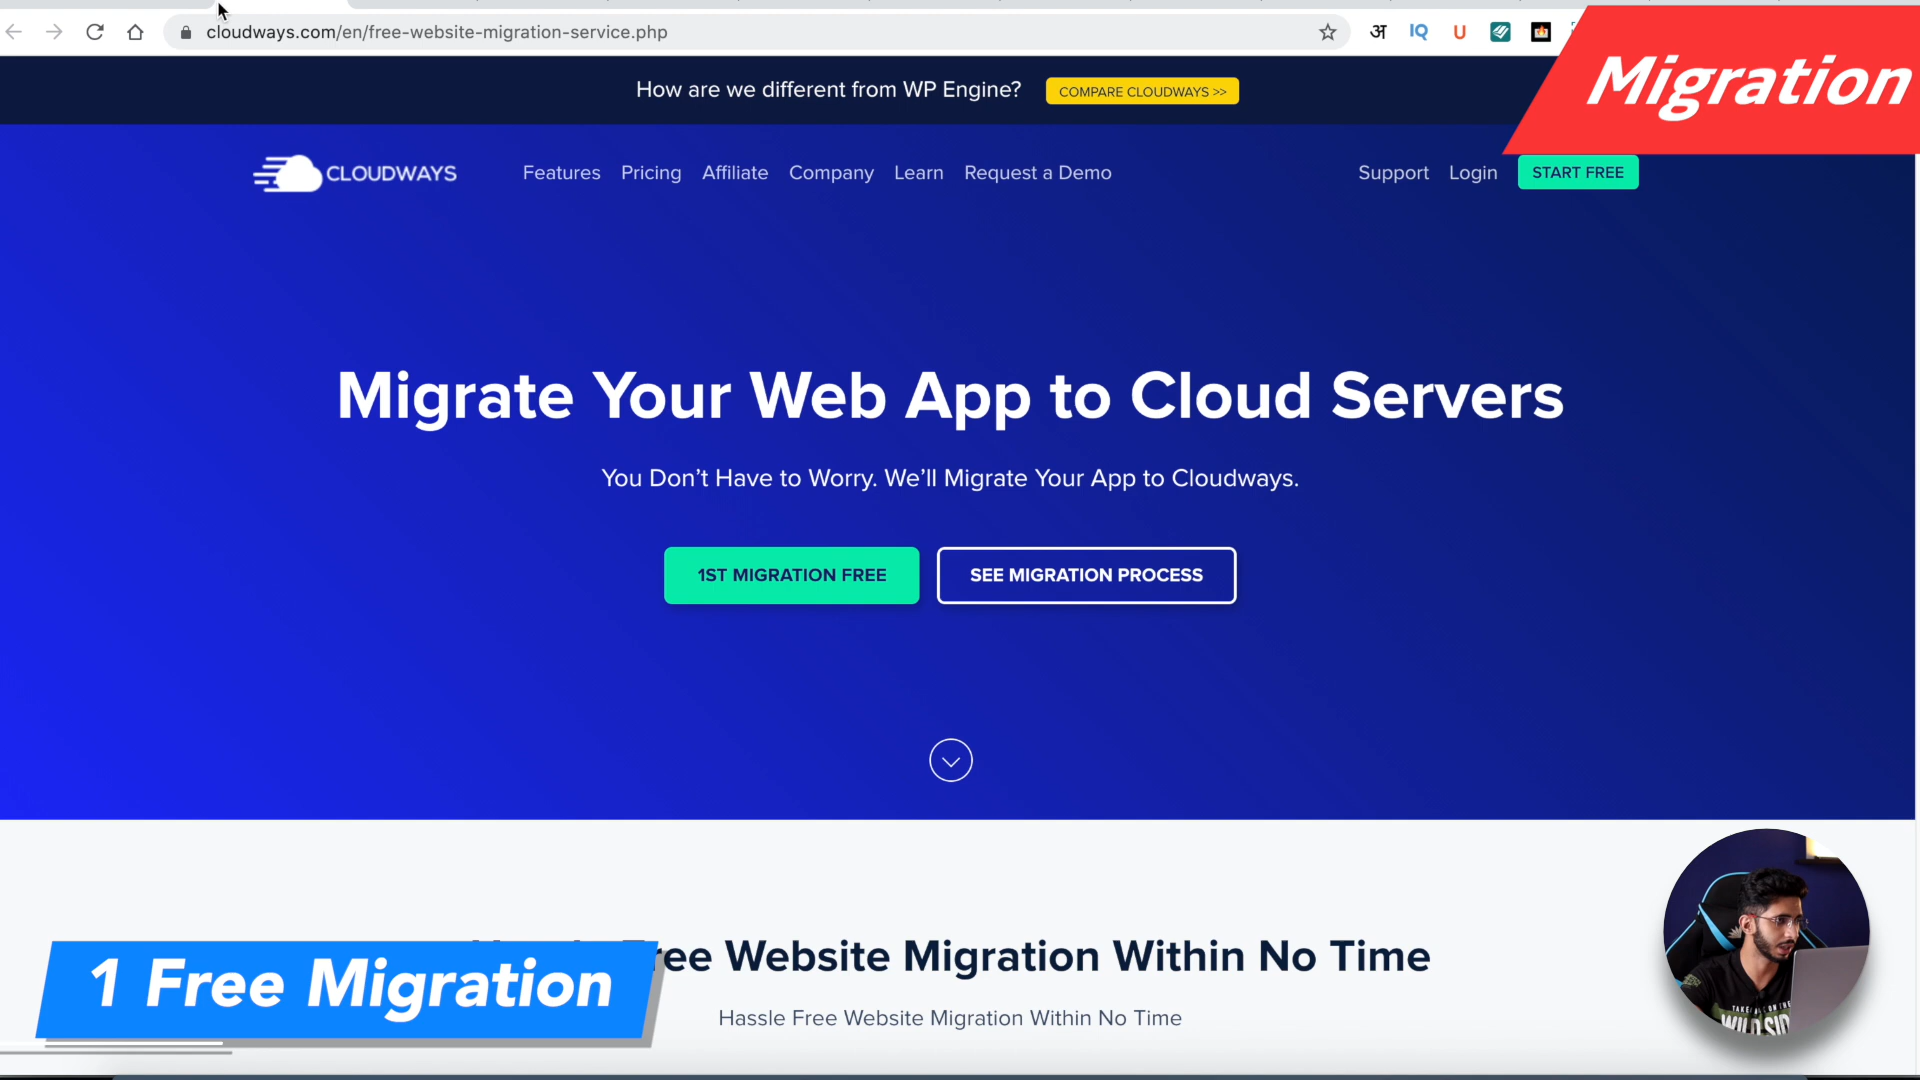 cloudways.com/en/free-website-migration-service.php
अ
IQ
U
Migration
How are we different from WP Engine?
COMPARE CLOUDWAYS >>
CLOUDWAYS
Features
Pricing
Affiliate
Company
Learn
Request a Demo
Support
Login
START FREE
Migrate Your Web App to Cloud Servers
You Don’t Have to Worry. We’ll Migrate Your App to Cloudways.
1ST MIGRATION FREE
SEE MIGRATION PROCESS
1 Free Migration
ree Website Migration Within No Time
Hassle Free Website Migration Within No Time
WILD SID